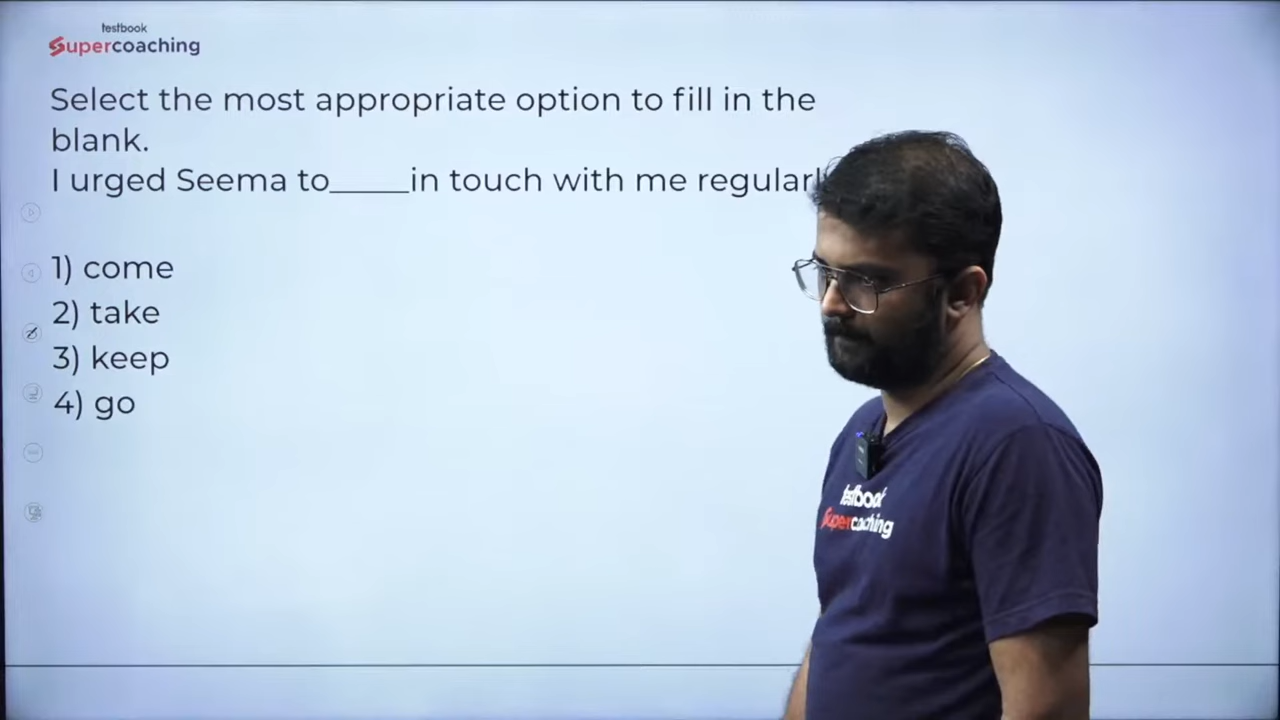 testbook
Supercoaching
Select the most appropriate option to fill in the
blank.
I urged Seema to_____in touch with me
1) come
2) take
3) keep
4) go
testbook
Supercoaching